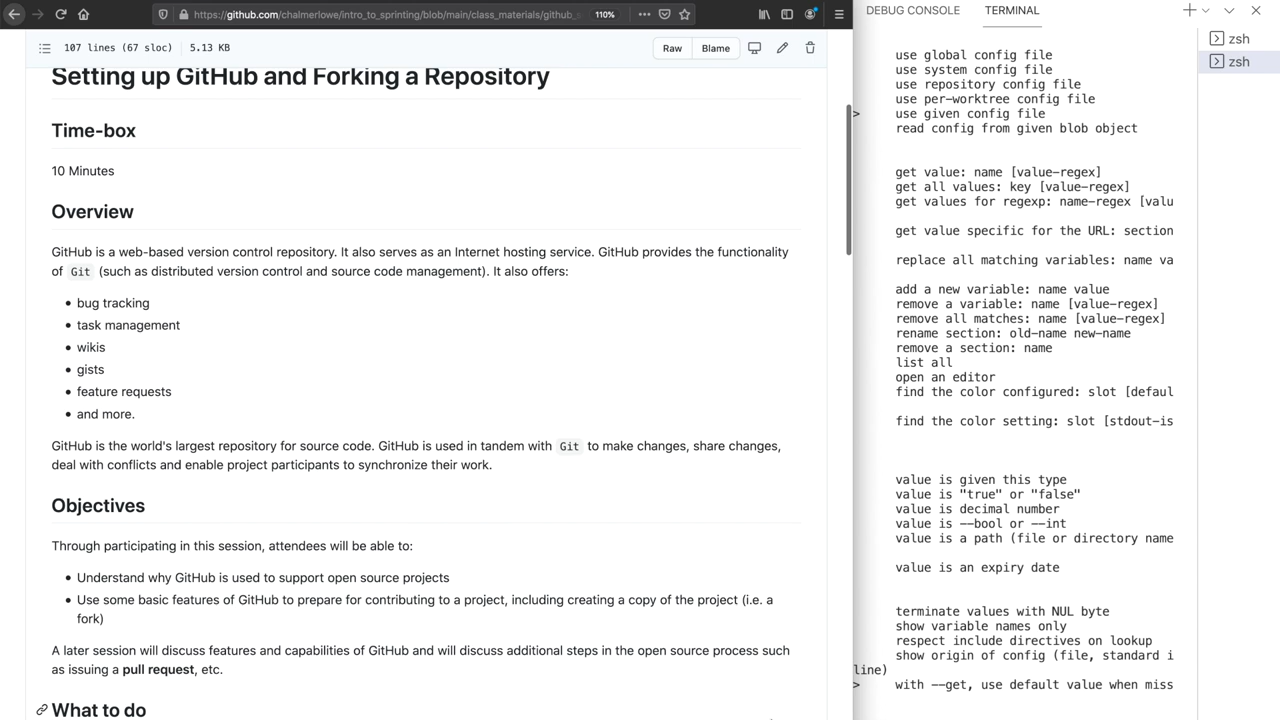 https://github.com/chalmerlowe/intro_to_sprinting/blob/main/class_materials/github_s
110%
107 lines (67 sloc)
5.13 KB
Raw
Blame
Setting up GitHub and Forking a Repository
Time-box
10 Minutes
Overview
GitHub is a web-based version control repository. It also serves as an Internet hosting service. GitHub provides the functionality
of Git (such as distributed version control and source code management). It also offers:
bug tracking
task management
wikis
gists
feature requests
and more.
GitHub is the world's largest repository for source code. GitHub is used in tandem with Git to make changes, share changes,
deal with conflicts and enable project participants to synchronize their work.
Objectives
Through participating in this session, attendees will be able to:
Understand why GitHub is used to support open source projects
Use some basic features of GitHub to prepare for contributing to a project, including creating a copy of the project (i.e. a
fork)
A later session will discuss features and capabilities of GitHub and will discuss additional steps in the open source process such
as issuing a pull request, etc.
What to do
DEBUG CONSOLE
TERMINAL
use global config file
use system config file
use repository config file
use per-worktree config file
> use given config file
read config from given blob object
get value: name [value-regex]
get all values: key [value-regex]
get values for regexp: name-regex [valu
get value specific for the URL: section
replace all matching variables: name va
add a new variable: name value
remove a variable: name [value-regex]
remove all matches: name [value-regex]
rename section: old-name new-name
remove a section: name
list all
open an editor
find the color configured: slot [defaul
find the color setting: slot [stdout-is
value is given this type
value is "true" or "false"
value is decimal number
value is --bool or --int
value is a path (file or directory name
value is an expiry date
terminate values with NUL byte
show variable names only
respect include directives on lookup
show origin of config (file, standard i
line)
> with --get, use default value when miss
zsh
zsh